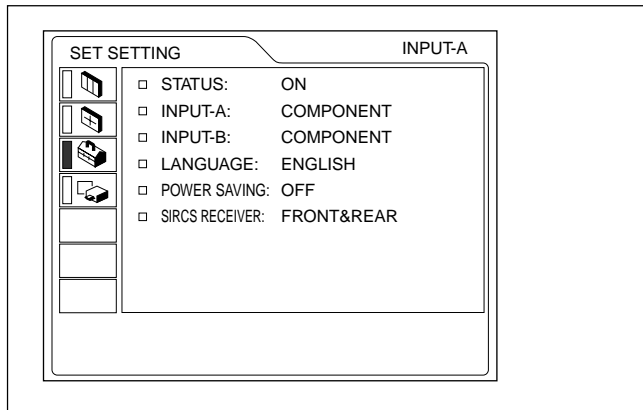 SET SETTING INPUT-A
STATUS: ON
INPUT-A: COMPONENT
INPUT-B: COMPONENT
LANGUAGE: ENGLISH
POWER SAVING: OFF
SIRCS RECEIVER: FRONT&REAR